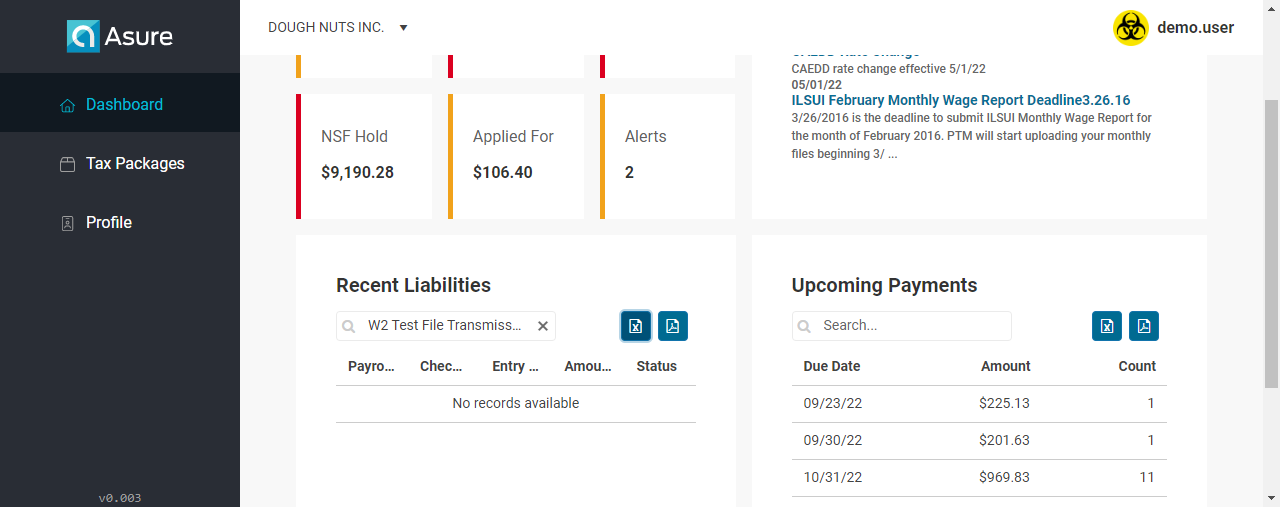 Asure
DOUGH NUTS INC.
demo.user
Dashboard
Tax Packages
Profile
v0.003
NSF Hold
$9,190.28
Applied For
$106.40
Alerts
2
CAEDD rate change effective 5/1/22
05/01/22
ILSUI February Monthly Wage Report Deadline3.26.16
3/26/2016 is the deadline to submit ILSUI Monthly Wage Report for
the month of February 2016. PTM will start uploading your monthly
files beginning 3/ ...
Recent Liabilities
W2 Test File Transmiss...
Payro... Chec... Entry ... Amou... Status
No records available
Upcoming Payments
Search...
Due Date Amount Count
09/23/22 $225.13 1
09/30/22 $201.63 1
10/31/22 $969.83 11